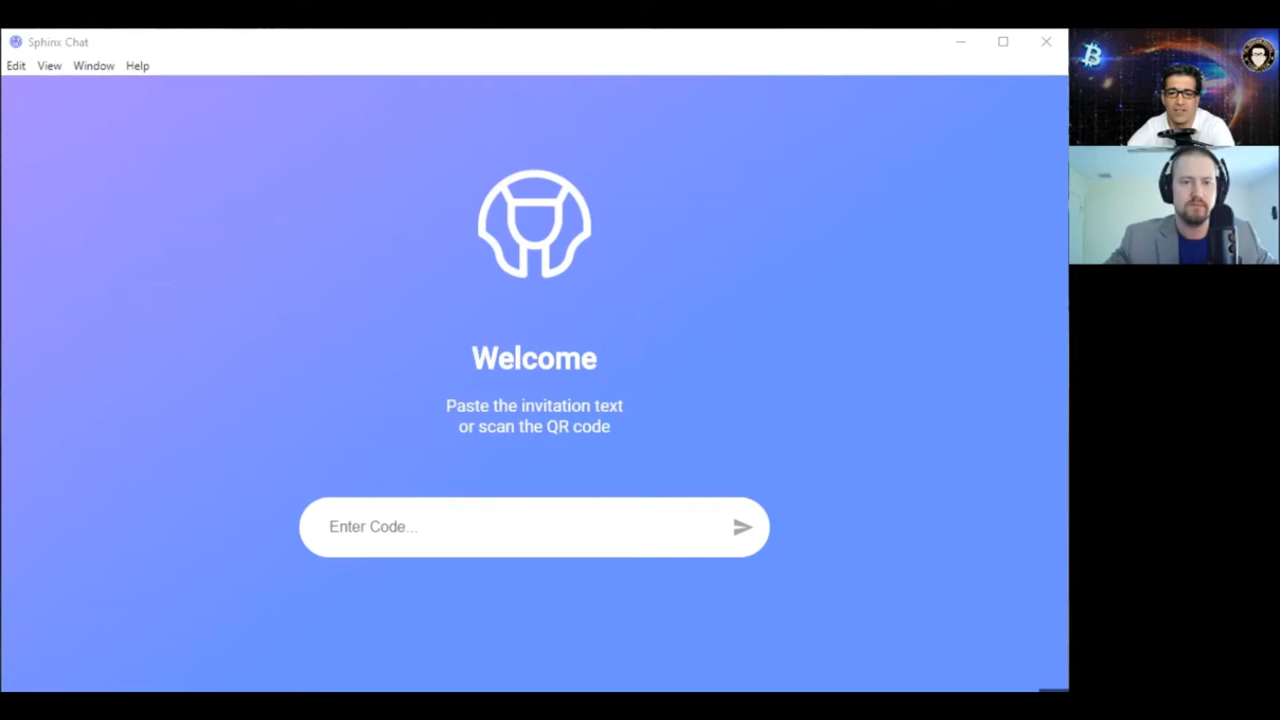 Sphinx Chat
Edit View Window Help
Welcome
Paste the invitation text
or scan the QR code
Enter Code...